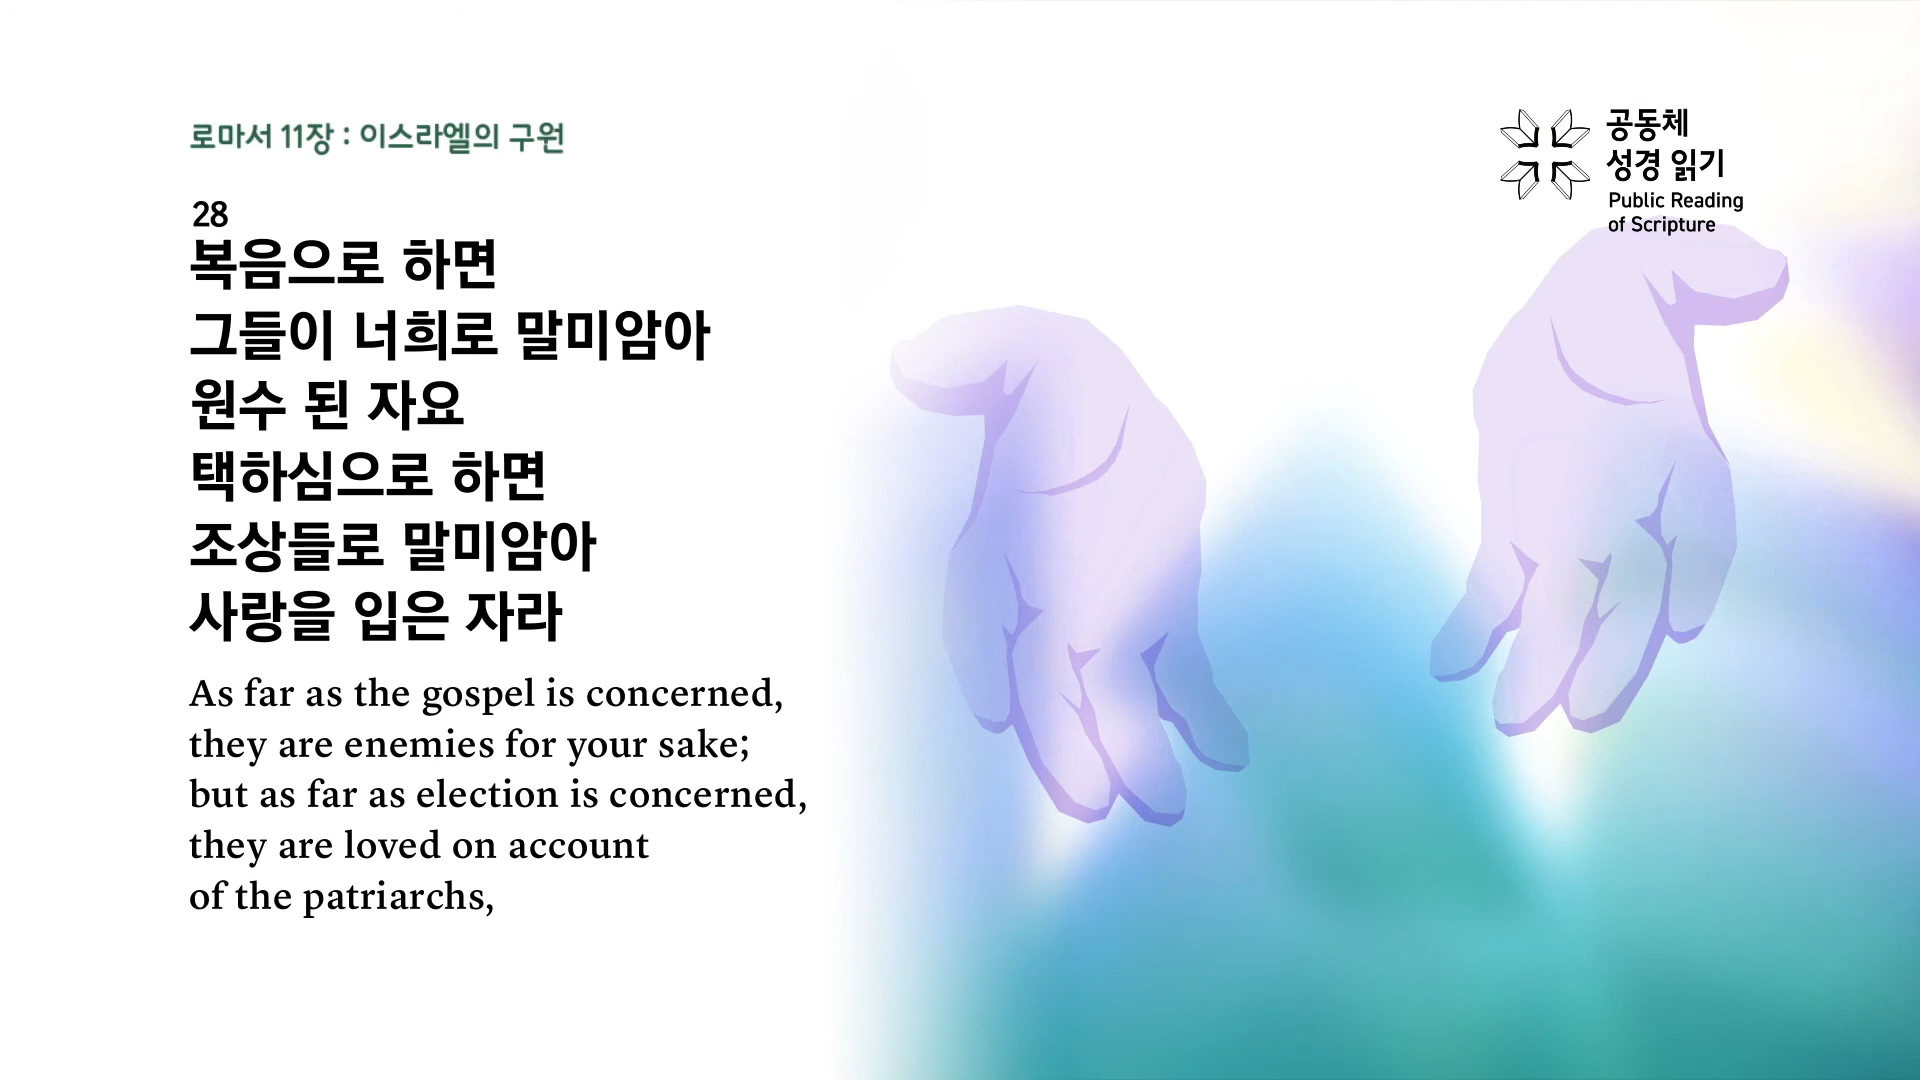 로마서 11장 : 이스라엘의 구원
공동체
성경 읽기
Public Reading
of Scripture
28
복음으로 하면
그들이 너희로 말미암아
원수 된 자요
택하심으로 하면
조상들로 말미암아
사랑을 입은 자라
As far as the gospel is concerned,
they are enemies for your sake;
but as far as election is concerned,
they are loved on account
of the patriarchs,